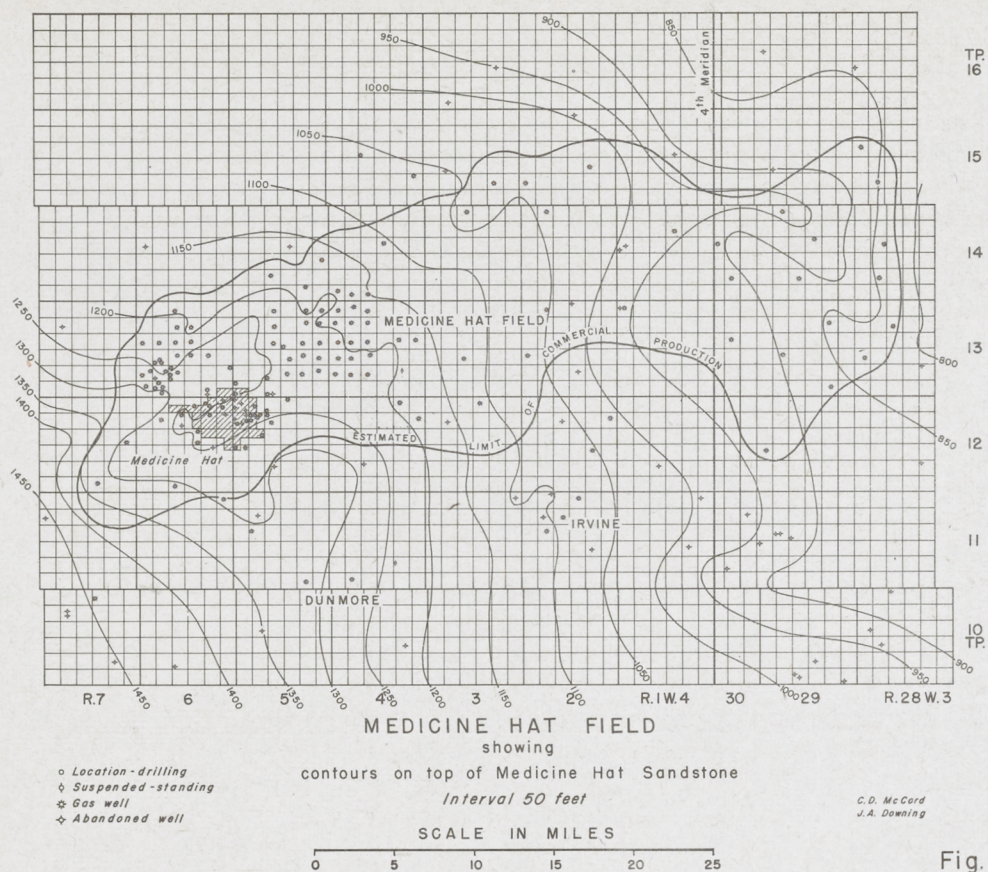 900
850
950
4th Meridian
TP.
16
1000
1050
15
1100
1150
14
1250
1200
MEDICINE HAT FIELD
COMMERCIAL
PRODUCTION
13
1300
800
1350
1400
OF
ESTIMATED
LIMIT
850
12
Medicine Hat
1450
IRVINE
11
DUNMORE
10
TP.
900
1050
950
1450
1400
1350
1300
1250
1200
1150
1100
1000
R.7
6
5
4
3
2
R.1W.4
30
29
R.28 W.3
MEDICINE HAT FIELD
showing
contours on top of Medicine Hat Sandstone
Interval 50 feet
Location-drilling
Suspended-standing
Gas well
Abandoned well
C.D. McCord
J.A. Downing
SCALE IN MILES
0 5 10 15 20 25
Fig.